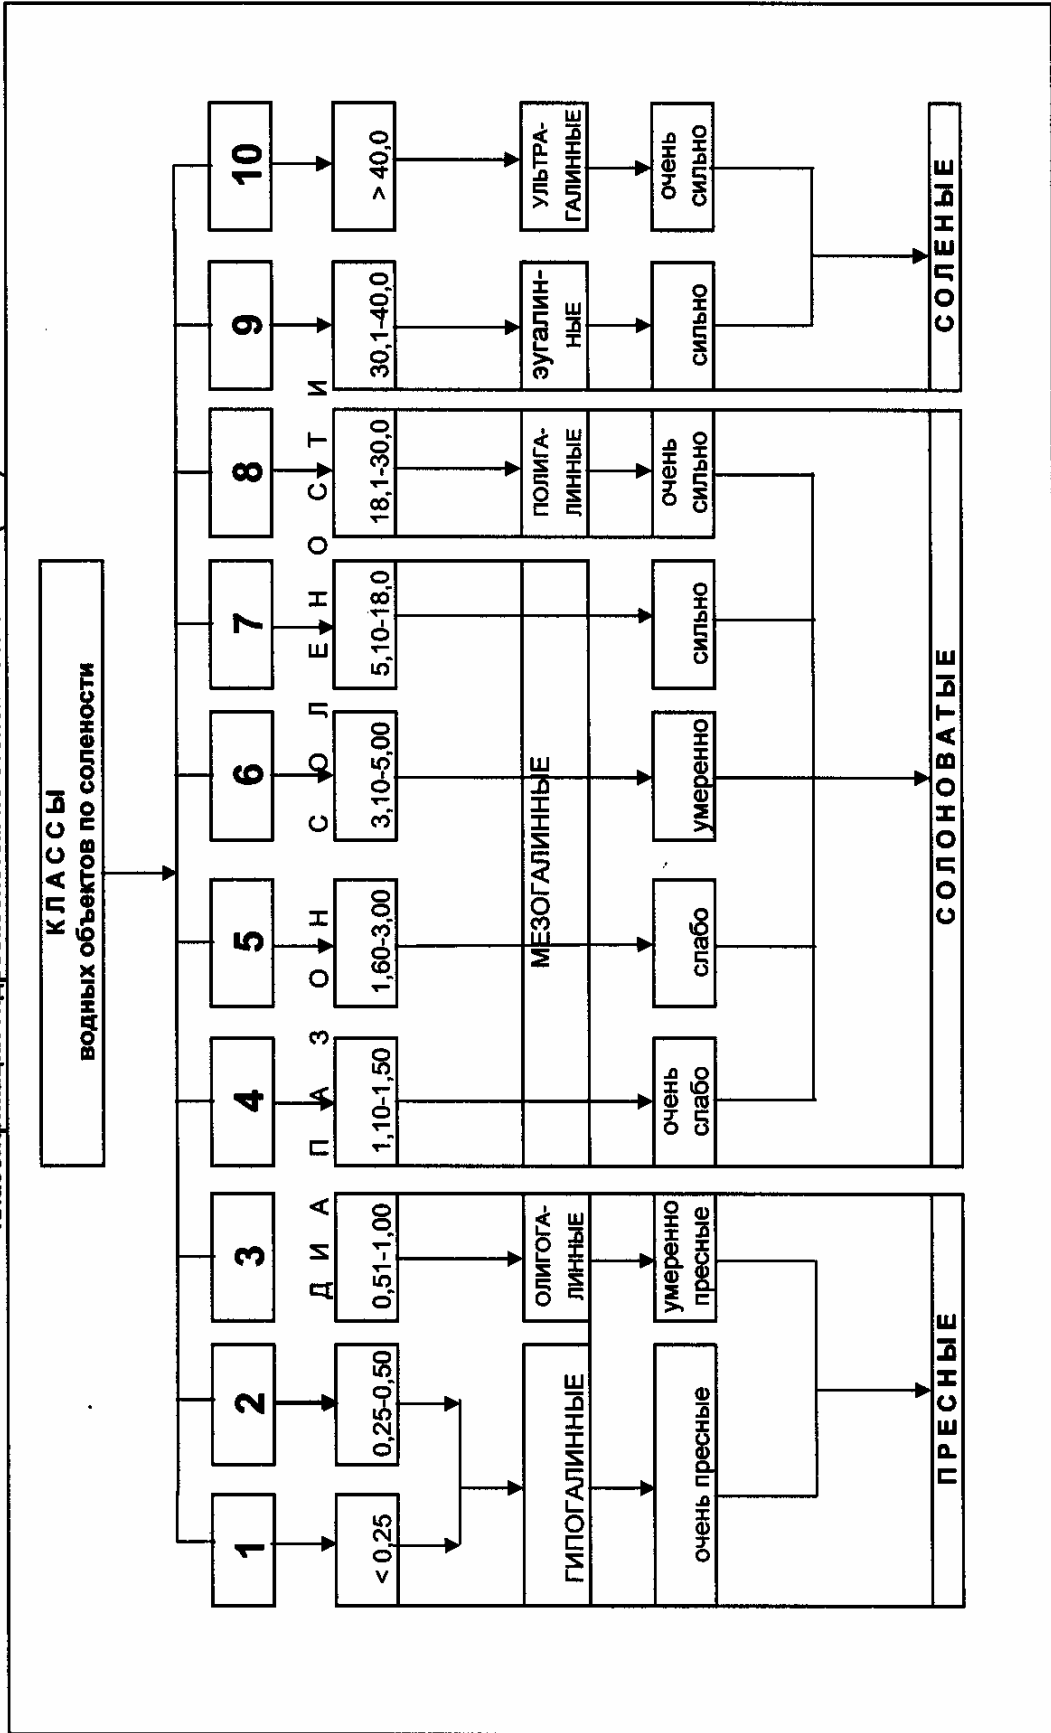 КЛАССЫ
водных объектов по солености
1
2
3
4
5
6
7
8
9
10
ДИАПАЗОН СОЛЕНОСТИ
< 0,25
0,25-0,50
0,51-1,00
1,10-1,50
1,60-3,00
3,10-5,00
5,10-18,0
18,1-30,0
30,1-40,0
> 40,0
ГИПОГАЛИННЫЕ
ОЛИГОГА-
ЛИННЫЕ
МЕЗОГАЛИННЫЕ
ПОЛИГА-
ЛИННЫЕ
эУГАЛИН-
НЫЕ
УЛЬТРА-
ГАЛИННЫЕ
очень пресные
умеренно
пресные
очень
слабо
слабо
умеренно
сильно
очень
сильно
сильно
очень
сильно
ПРЕСНЫЕ
СОЛОНОВАТЫЕ
СОЛЕНЫЕ